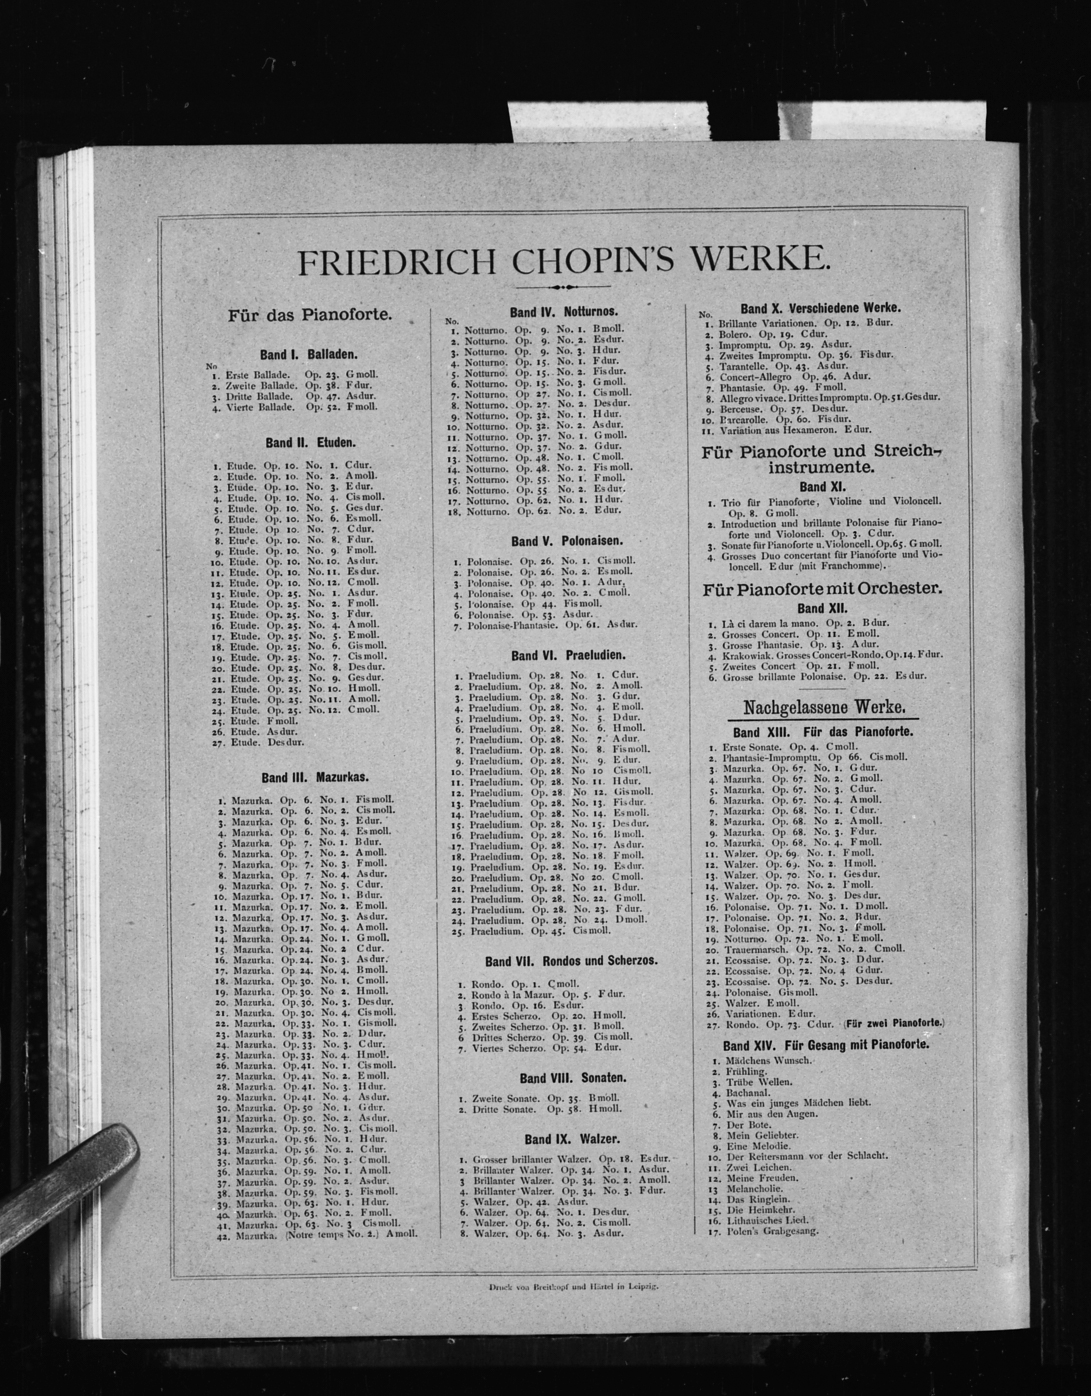 FRIEDRICH CHOPIN'S WERKE.
Für das Pianoforte.
Band I. Balladen.
No
1. Erste Ballade. Op. 23. G moll.
2. Zweite Ballade. Op. 38. F dur.
3. Dritte Ballade. Op. 47. As dur.
4. Vierte Ballade. Op. 52. F moll.
Band II. Etuden.
1. Etude. Op. 10. No. 1. C dur.
2. Etude. Op. 10. No. 2. A moll.
3. Etude. Op. 10. No. 3. E dur.
4. Etude. Op. 10. No. 4. Cis moll.
5. Etude. Op. 10. No. 5. Ges dur.
6. Etude. Op. 10. No. 6. Es moll.
7. Etude. Op. 10. No. 7. C dur.
8. Etude. Op. 10. No. 8. F dur.
9. Etude. Op. 10. No. 9. F moll.
10. Etude. Op. 10. No. 10. As dur.
11. Etude. Op. 10. No. 11. Es dur.
12. Etude. Op. 10. No. 12. C moll.
13. Etude. Op. 25. No. 1. As dur.
14. Etude. Op. 25. No. 2. F moll.
15. Etude. Op. 25. No. 3. F dur.
16. Etude. Op. 25. No. 4. A moll.
17. Etude. Op. 25. No. 5. E moll.
18. Etude. Op. 25. No. 6. Gis moll.
19. Etude. Op. 25. No. 7. Cis moll.
20. Etude. Op. 25. No. 8. Des dur.
21. Etude. Op. 25. No. 9. Ges dur.
22. Etude. Op. 25. No. 10. H moll.
23. Etude. Op. 25. No. 11. A moll.
24. Etude. Op. 25. No. 12. C moll.
25. Etude. F moll.
26. Etude. As dur.
27. Etude. Des dur.
Band III. Mazurkas.
1. Mazurka. Op. 6. No. 1. Fis moll.
2. Mazurka. Op. 6. No. 2. Cis moll.
3. Mazurka. Op. 6. No. 3. E dur.
4. Mazurka. Op. 6. No. 4. Es moll.
5. Mazurka. Op. 7. No. 1. B dur.
6. Mazurka. Op. 7. No. 2. A moll.
7. Mazurka. Op. 7. No. 3. F moll.
8. Mazurka. Op. 7. No. 4. As dur.
9. Mazurka. Op. 7. No. 5. C dur.
10. Mazurka. Op. 17. No. 1. B dur.
11. Mazurka. Op. 17. No. 2. E moll.
12. Mazurka. Op. 17. No. 3. As dur.
13. Mazurka. Op. 17. No. 4. A moll.
14. Mazurka. Op. 24. No. 1. G moll.
15. Mazurka. Op. 24. No. 2 C dur.
16. Mazurka. Op. 24. No. 3. As dur.
17. Mazurka. Op. 24. No. 4. B moll.
18. Mazurka. Op. 30. No. 1. C moll.
19. Mazurka. Op. 30. No 2. H moll.
20. Mazurka. Op. 30. No. 3. Des dur.
21. Mazurka. Op. 30. No. 4. Cis moll.
22. Mazurka. Op. 33. No. 1. Gis moll.
23. Mazurka. Op. 33. No. 2. D dur.
24. Mazurka. Op. 33. No. 3. C dur.
25. Mazurka. Op. 33. No. 4. H moll.
26. Mazurka. Op. 41. No. 1. Cis moll.
27. Mazurka. Op. 41. No. 2. E moll.
28. Mazurka. Op. 41. No. 3. H dur.
29. Mazurka. Op. 41. No. 4. As dur.
30. Mazurka. Op. 50 No. 1. G dur.
31. Mazurka. Op. 50. No. 2. As dur.
32. Mazurka. Op. 50. No. 3. Cis moll.
33. Mazurka. Op. 56. No. 1. H dur.
34. Mazurka. Op. 56. No. 2. C dur.
35. Mazurka. Op. 56. No. 3. C moll.
36. Mazurka. Op. 59. No. 1. A moll.
37. Mazurka. Op. 59. No. 2. As dur.
38. Mazurka. Op. 59. No. 3. Fis moll.
39. Mazurka. Op. 63. No. 1. H dur.
40. Mazurka. Op. 63. No. 2. F moll.
41. Mazurka. Op. 63. No. 3 Cis moll.
42. Mazurka. (Notre temps No. 2.) A moll.
Band IV. Notturnos.
No.
1. Notturno. Op. 9. No. 1. B moll.
2. Notturno. Op. 9. No. 2. Es dur.
3. Notturno. Op. 9. No. 3. H dur.
4. Notturno. Op. 15. No. 1. F dur.
5. Notturno. Op. 15. No. 2. Fis dur.
6. Notturno. Op. 15. No. 3. G moll.
7. Notturno. Op 27. No. 1. Cis moll.
8. Notturno. Op. 27. No. 2. Des dur.
9. Notturno. Op. 32. No. 1. H dur.
10. Notturno. Op. 32. No. 2. As dur.
11. Notturno. Op. 37. No. 1. G moll.
12. Notturno. Op. 37. No. 2. G dur.
13. Notturno. Op. 48. No. 1. C moll.
14. Notturno. Op. 48. No. 2. Fis moll.
15. Notturno. Op. 55. No. 1. F moll.
16. Notturno. Op. 55 No. 2. Es dur.
17. Notturno. Op. 62. No. 1. H dur.
18. Notturno. Op. 62. No. 2. E dur.
Band V. Polonaisen.
1. Polonaise. Op. 26. No. 1. Cis moll.
2. Polonaise. Op. 26. No. 2. Es moll.
3. Polonaise. Op. 40. No. 1. A dur.
4. Polonaise. Op. 40. No. 2. C moll.
5. Polonaise. Op 44. Fis moll.
6. Polonaise. Op. 53. As dur.
7. Polonaise-Phantasie. Op. 61. As dur.
Band VI. Praeludien.
1. Praeludium. Op. 28. No. 1. C dur.
2. Praeludium. Op. 28. No. 2. A moll.
3. Praeludium. Op. 28. No. 3. G dur.
4. Praeludium. Op. 28. No. 4. E moll.
5. Praeludium. Op. 28. No. 5. D dur.
6. Praeludium. Op. 28. No. 6. H moll.
7. Praeludium. Op. 28. No. 7. A dur.
8. Praeludium. Op. 28. No. 8. Fis moll.
9. Praeludium. Op. 28. No. 9. E dur.
10. Praeludium. Op. 28. No 10 Cis moll.
11. Praeludium. Op. 28. No. 11. H dur.
12. Praeludium. Op. 28. No 12. Gis moll.
13. Praeludium Op. 28. No. 13. Fis dur.
14. Praeludium. Op. 28. No. 14. Es moll.
15. Praeludium. Op. 28. No. 15. Des dur.
16. Praeludium. Op. 28. No. 16. B moll.
17. Praeludium. Op. 28. No. 17. As dur.
18. Praeludium. Op. 28. No. 18. F moll.
19. Praeludium. Op. 28. No. 19. Es dur.
20. Praeludium. Op. 28. No 20. C moll.
21. Praeludium. Op. 28. No 21. B dur.
22. Praeludium. Op. 28. No. 22. G moll.
23. Praeludium. Op. 28. No. 23. F dur.
24. Praeludium. Op. 28. No 24. D moll.
25. Praeludium. Op. 45. Cis moll.
Band VII. Rondos und Scherzos.
1. Rondo. Op. 1. C moll.
2. Rondo à la Mazur. Op. 5. F dur.
3 Rondo. Op. 16. Es dur.
4. Erstes Scherzo. Op. 20. H moll.
5. Zweites Scherzo. Op. 31. B moll.
6 Drittes Scherzo. Op. 39. Cis moll.
7. Viertes Scherzo. Op. 54. E dur.
Band VIII. Sonaten.
1. Zweite Sonate. Op. 35. B moll.
2. Dritte Sonate. Op. 58. H moll.
Band IX. Walzer.
1. Grosser brillanter Walzer. Op. 18. Es dur.
2. Brillanter Walzer. Op. 34. No. 1. As dur.
3 Brillanter Walzer. Op. 34. No. 2. A moll.
4. Brillanter Walzer. Op. 34. No. 3. F dur.
5. Walzer. Op. 42. As dur.
6. Walzer. Op. 64. No. 1. Des dur.
7. Walzer. Op. 64. No. 2. Cis moll.
8. Walzer. Op. 64. No. 3. As dur.
Band X. Verschiedene Werke.
No.
1. Brillante Variationen. Op. 12. B dur.
2. Bolero. Op. 19. C dur.
3. Impromptu. Op. 29. As dur.
4. Zweites Impromptu. Op. 36. Fis dur.
5. Tarantelle. Op. 43. As dur.
6. Concert-Allegro Op. 46. A dur.
7. Phantasie. Op. 49. F moll.
8. Allegro vivace. Drittes Impromptu. Op. 51. Ges dur.
9. Berceuse. Op. 57. Des dur.
10. Barcarolle. Op. 60. Fis dur.
11. Variation aus Hexameron. E dur.
Für Pianoforte und Streich-
instrumente.
Band XI.
1. Trio für Pianoforte, Violine und Violoncell.
Op. 8. G moll.
2. Introduction und brillante Polonaise für Piano-
forte und Violoncell. Op. 3. C dur.
3. Sonate für Pianoforte u. Violoncell. Op. 65. G moll.
4. Grosses Duo concertant für Pianoforte und Vio-
loncell. E dur (mit Franchomme).
Für Pianoforte mit Orchester.
Band XII.
1. Là ci darem la mano. Op. 2. B dur.
2. Grosses Concert. Op. 11. E moll.
3. Grosse Phantasie. Op. 13. A dur.
4. Krakowiak. Grosses Concert-Rondo. Op. 14. F dur.
5. Zweites Concert Op. 21. F moll.
6. Grosse brillante Polonaise. Op. 22. Es dur.
Nachgelassene Werke.
Band XIII. Für das Pianoforte.
1. Erste Sonate. Op. 4. C moll.
2. Phantasie-Impromptu. Op 66. Cis moll.
3. Mazurka. Op. 67. No. 1. G dur.
4. Mazurka. Op. 67. No. 2. G moll.
5. Mazurka. Op. 67. No. 3. C dur.
6. Mazurka. Op. 67. No. 4. A moll.
7. Mazurka. Op. 68. No. 1. C dur.
8. Mazurka. Op. 68. No 2. A moll.
9. Mazurka. Op 68. No. 3. F dur.
10. Mazurka. Op. 68. No. 4. F moll.
11. Walzer. Op. 69. No. 1. F moll.
12. Walzer. Op. 69. No. 2. H moll.
13. Walzer. Op. 70. No. 1. Ges dur.
14. Walzer. Op. 70. No. 2. F moll.
15. Walzer. Op. 70. No. 3. Des dur.
16. Polonaise. Op. 71. No. 1. D moll.
17. Polonaise. Op. 71. No. 2. B dur.
18. Polonaise. Op. 71. No. 3. F moll.
19. Notturno. Op. 72. No. 1. E moll.
20. Trauermarsch. Op. 72. No. 2. C moll.
21. Ecossaise. Op. 72. No. 3. D dur.
22. Ecossaise. Op. 72. No. 4 G dur.
23. Ecossaise. Op. 72. No. 5. Des dur.
24. Polonaise. Gis moll.
25. Walzer. E moll.
26. Variationen. E dur.
27. Rondo. Op. 73. C dur. (Für zwei Pianoforte.)
Band XIV. Für Gesang mit Pianoforte.
1. Mädchens Wunsch.
2. Frühling.
3. Trübe Wellen.
4. Bachanal.
5. Was ein junges Mädchen liebt.
6. Mir aus den Augen.
7. Der Bote.
8. Mein Geliebter.
9. Eine Melodie.
10. Der Reitersmann vor der Schlacht.
11. Zwei Leichen.
12. Meine Freuden.
13 Melancholie.
14. Das Ringlein.
15. Die Heimkehr.
16. Lithauisches Lied.
17. Polen's Grabgesang.
Druck von Breitkopf und Härtel in Leipzig.